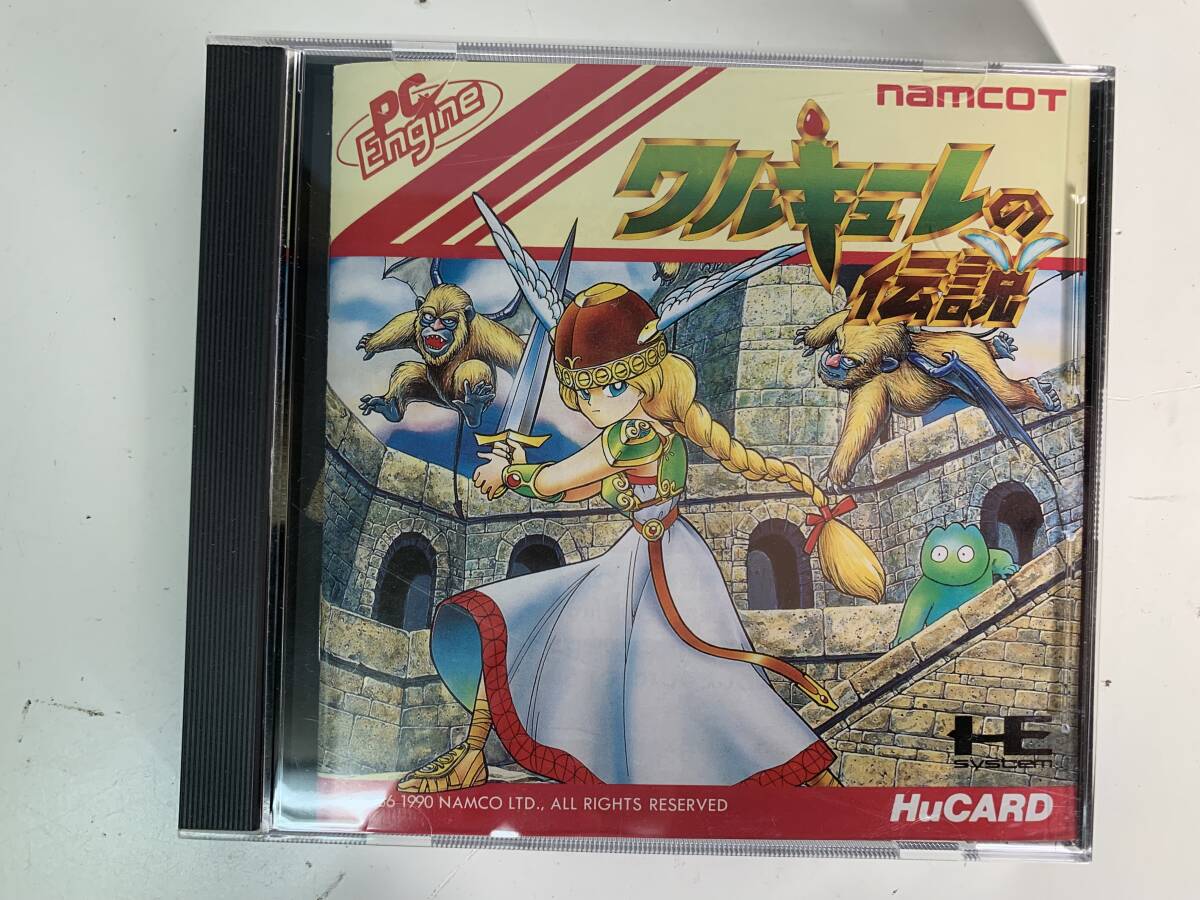 PC Engine
namcot
ワルキューレの
伝説
HE
system
1990 NAMCO LTD., ALL RIGHTS RESERVED
HuCARD